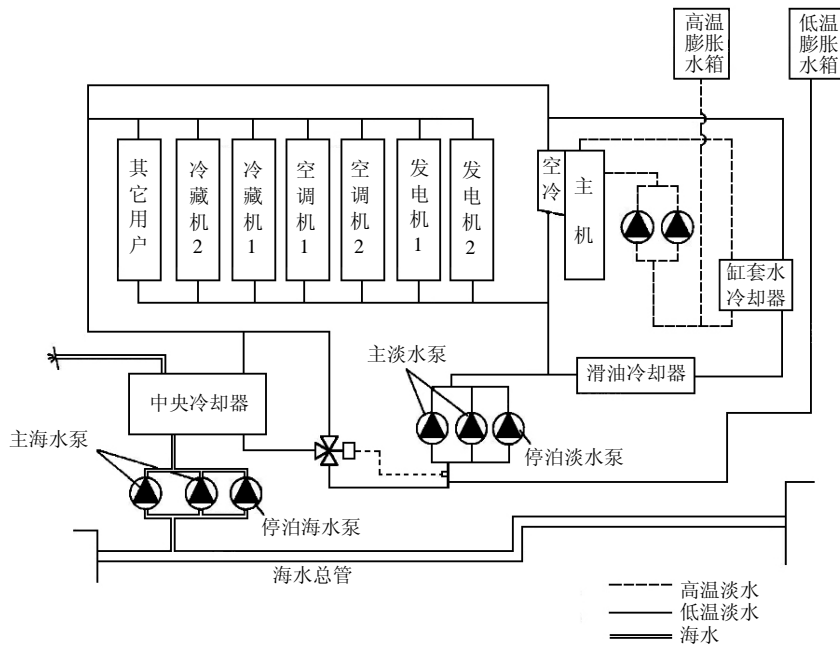 高温
膨胀
水箱
低温
膨胀
水箱
其它用户
冷藏机2
冷藏机1
空调机1
空调机2
发电机1
发电机2
空冷
主机
缸套水
冷却器
主淡水泵
滑油冷却器
中央冷却器
主海水泵
停泊淡水泵
停泊海水泵
海水总管
高温淡水
低温淡水
海水